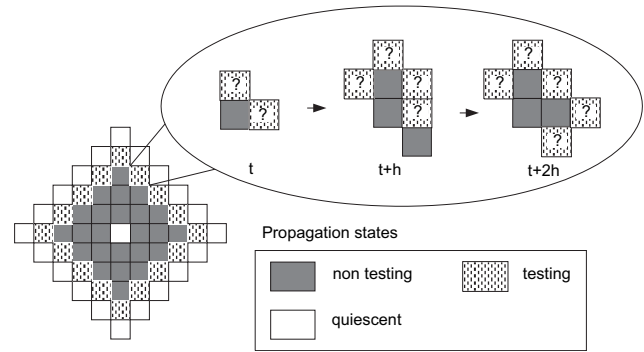 ?
? ?
? ?
? ?
? ?
?
? ?
?
t
t+h
t+2h
Propagation states
non testing
testing
quiescent